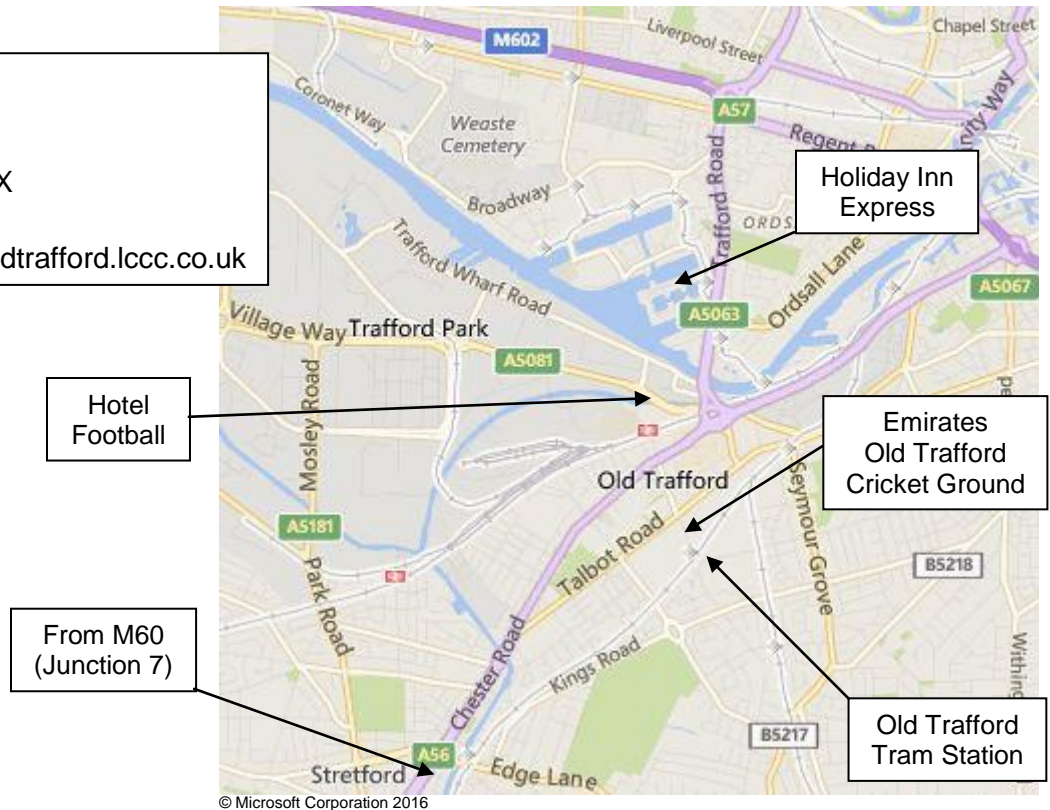 M602
Liverpool Street
Chapel Street
Coronet Way
Weaste
Cemetery
A57
Regent
X
dtrafford.lccc.co.uk
Broadway
Trafford Road
Holiday Inn
Express
ORDS
Ordsall Lane
Trafford Wharf Road
A5063
A5067
Village Way
Trafford Park
A5081
Hotel
Football
Mosley Road
Emirates
Old Trafford
Cricket Ground
Old Trafford
Seymour Grove
A5181
Talbot Road
B5218
Park Road
From M60
(Junction 7)
Chester Road
Kings Road
Withing
B5217
Old Trafford
Tram Station
A56
Stretford
Edge Lane
© Microsoft Corporation 2016